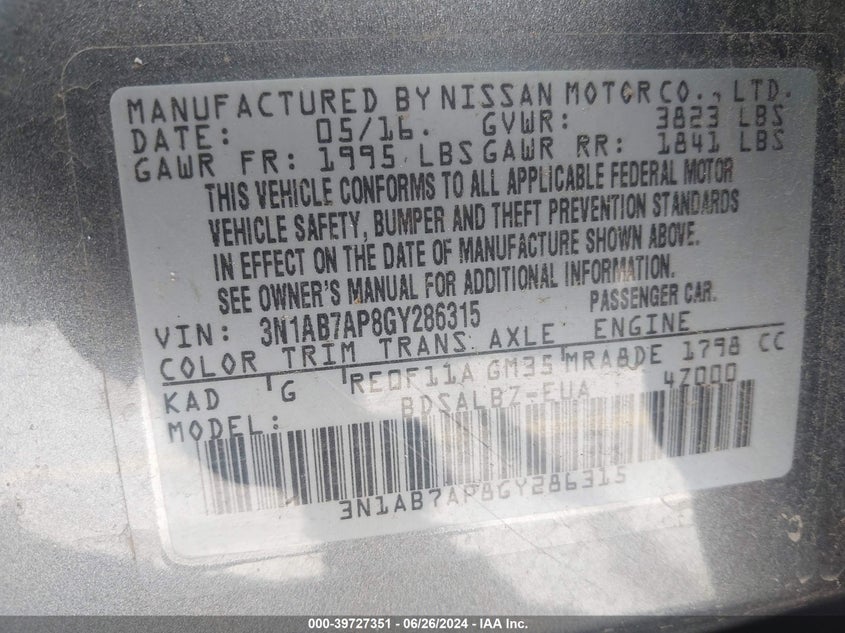 MANUFACTURED BY NISSAN MOTOR CO., LTD.
DATE: 05/16. GVWR: 3823 LBS
GAWR FR: 1995 LBS GAWR RR: 1841 LBS
THIS VEHICLE CONFORMS TO ALL APPLICABLE FEDERAL MOTOR
VEHICLE SAFETY, BUMPER AND THEFT PREVENTION STANDARDS
IN EFFECT ON THE DATE OF MANUFACTURE SHOWN ABOVE.
SEE OWNER'S MANUAL FOR ADDITIONAL INFORMATION.
VIN: 3N1AB7AP8GY286315 PASSENGER CAR.
COLOR TRIM TRANS. AXLE ENGINE
KAD G RE0F11A GM35 MRA8DE 1798 CC
MODEL: BDSALBZ-EUA 4Z000
3N1AB7AP8GY286315
000-39727351 - 06/26/2024 - IAA Inc.